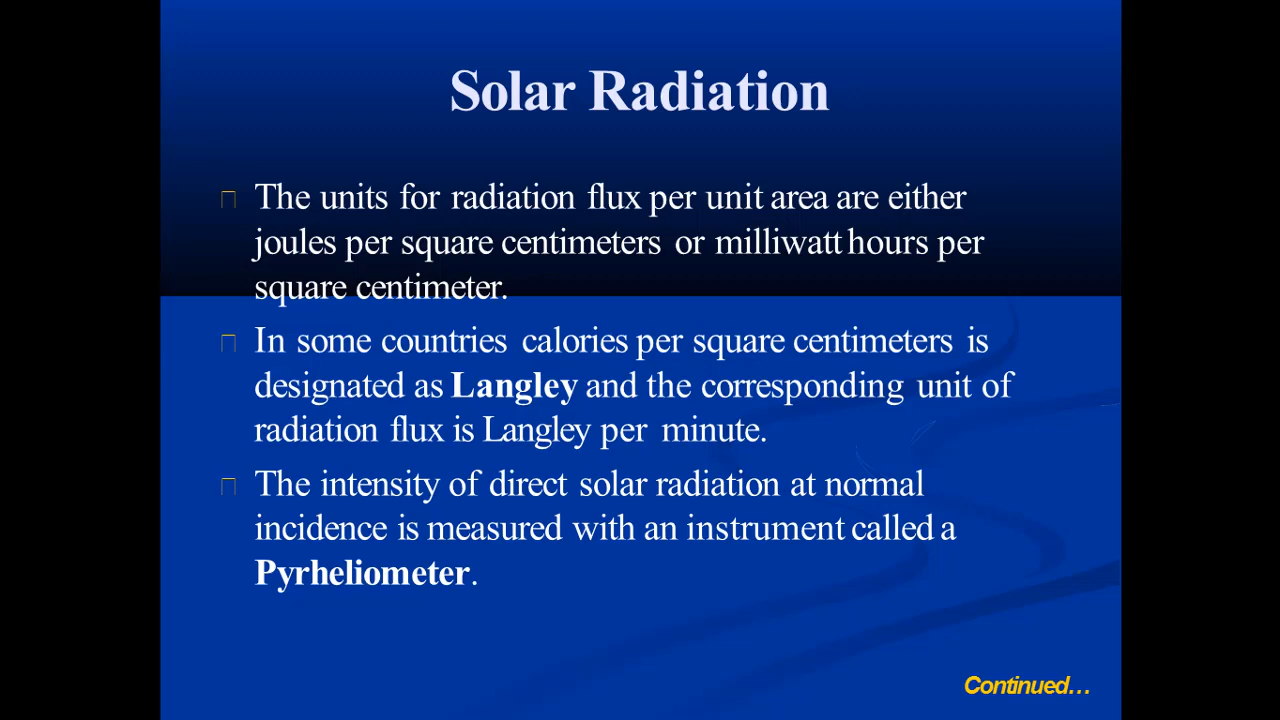 Solar Radiation
The units for radiation flux per unit area are either
joules per square centimeters or milliwatt hours per
square centimeter.
In some countries calories per square centimeters is
designated as Langley and the corresponding unit of
radiation flux is Langley per minute.
The intensity of direct solar radiation at normal
incidence is measured with an instrument called a
Pyrheliometer.
Continued…